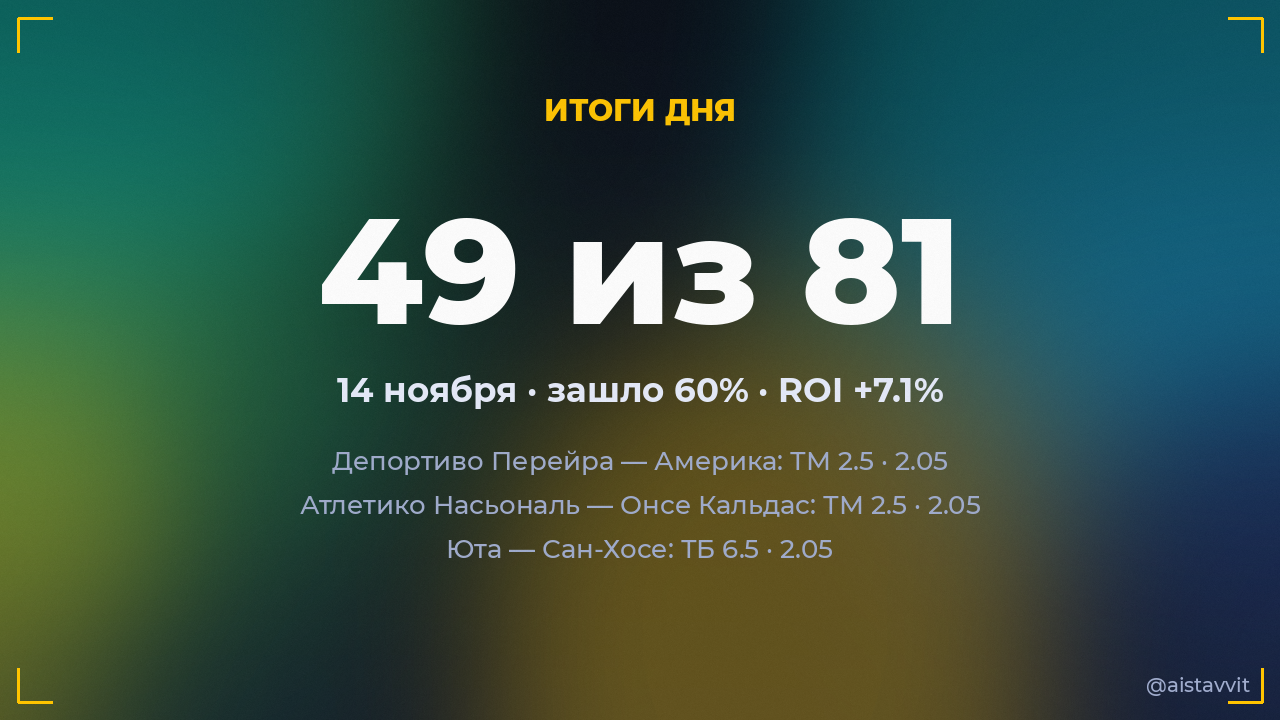 ИТОГИ ДНЯ
49 из 81
14 ноября · зашло 60% · ROI +7.1%
Депортиво Перейра — Америка: ТМ 2.5 · 2.05
Атлетико Насьональ — Онсе Кальдас: ТМ 2.5 · 2.05
Юта — Сан-Хосе: ТБ 6.5 · 2.05
@aistavvit